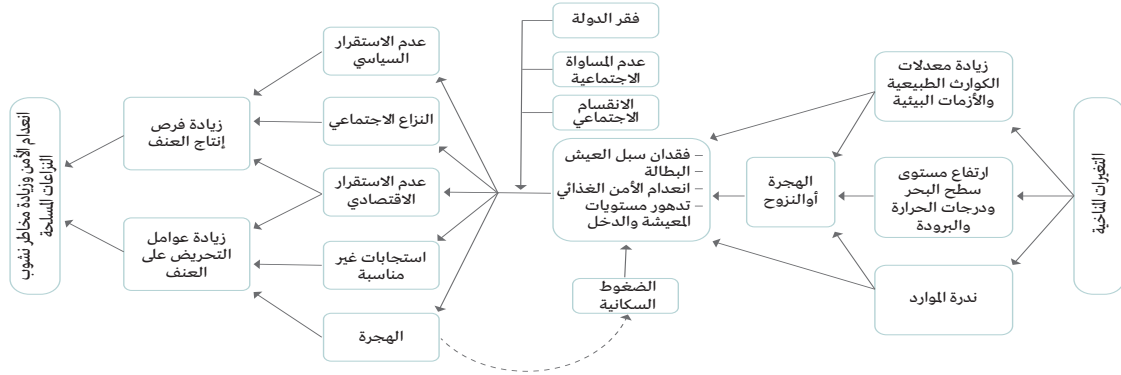 التغيرات المناخية
زيادة معدلات
الكوارث الطبيعية
والأزمات البيئية
ارتفاع مستوى
سطح البحر
ودرجات الحرارة
والبرودة
ندرة الموارد
الهجرة
أوالنزوح
فقر الدولة
عدم المساواة
الاجتماعية
الانقسام
الاجتماعي
– فقدان سبل العيش
– البطالة
– انعدام الأمن الغذائي
– تدهور مستويات
المعيشة والدخل
الضغوط
السكانية
عدم الاستقرار
السياسي
النزاع الاجتماعي
عدم الاستقرار
الاقتصادي
استجابات غير
مناسبة
الهجرة
زيادة فرص
إنتاج العنف
زيادة عوامل
التحريض على
العنف
انعدام الأمن وزيادة مخاطر نشوب
النزاعات المسلحة